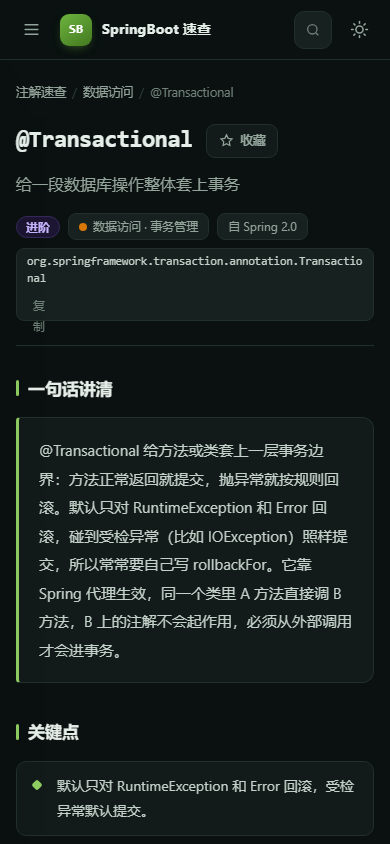 SB SpringBoot 速查
注解速查 / 数据访问 / @Transactional
@Transactional 收藏
给一段数据库操作整体套上事务
进阶 数据访问 · 事务管理 自 Spring 2.0
org.springframework.transaction.annotation.Transactio
nal
复
制
一句话讲清
@Transactional 给方法或类套上一层事务边
界：方法正常返回就提交，抛异常就按规则回
滚。默认只对 RuntimeException 和 Error 回
滚，碰到受检异常（比如 IOException）照样提
交，所以常常要自己写 rollbackFor。它靠
Spring 代理生效，同一个类里 A 方法直接调 B
方法，B 上的注解不会起作用，必须从外部调用
才会进事务。
关键点
默认只对 RuntimeException 和 Error 回滚，受检
异常默认提交。